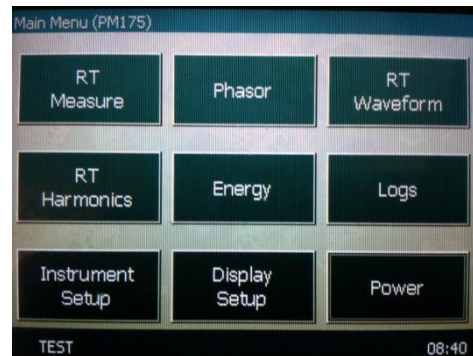 Main Menu (PM175)
RT
Measure
Phasor
RT
Waveform
RT
Harmonics
Energy
Logs
Instrument
Setup
Display
Setup
Power
TEST 08:40